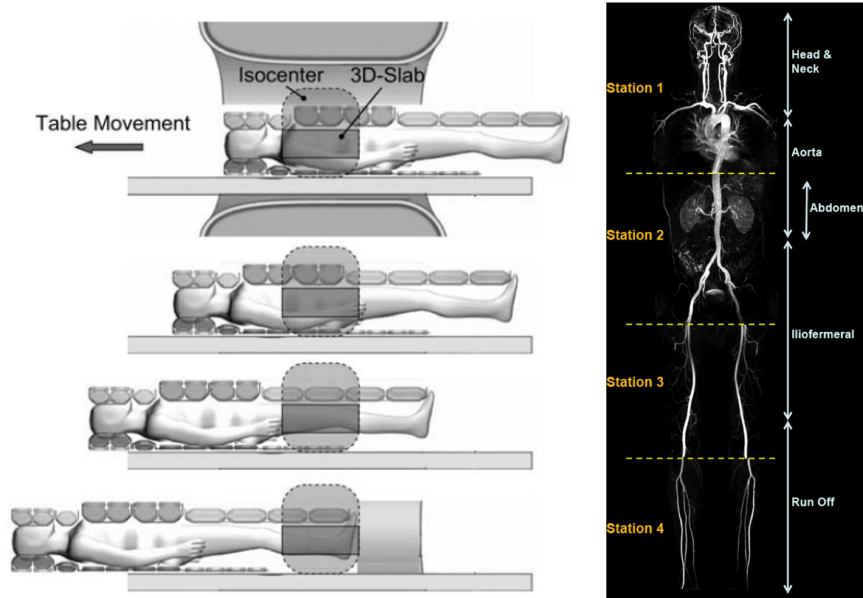 Isocenter
3D-Slab
Table Movement
Station 1
Head &
Neck
Aorta
Abdomen
Station 2
Iliofermeral
Station 3
Run Off
Station 4